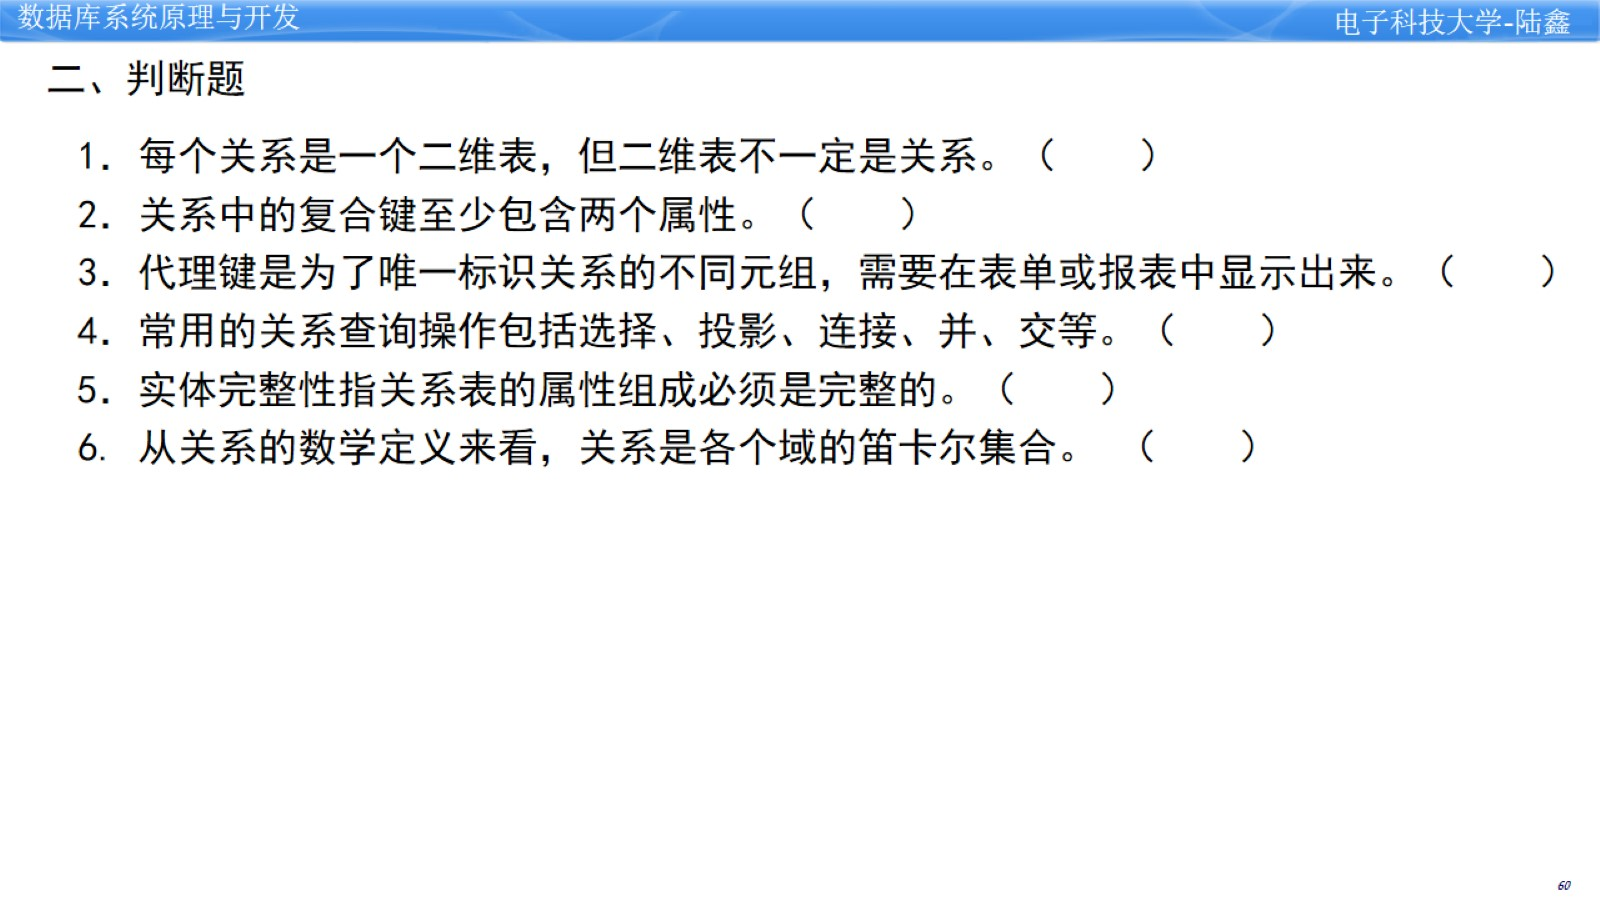 数据库系统原理与开发
电子科技大学-陆鑫
二、判断题
1．每个关系是一个二维表，但二维表不一定是关系。（　　）
2．关系中的复合键至少包含两个属性。（　　）
3．代理键是为了唯一标识关系的不同元组，需要在表单或报表中显示出来。（　　）
4．常用的关系查询操作包括选择、投影、连接、并、交等。（　　）
5．实体完整性指关系表的属性组成必须是完整的。（　　）
6. 从关系的数学定义来看，关系是各个域的笛卡尔集合。 （　　）
60